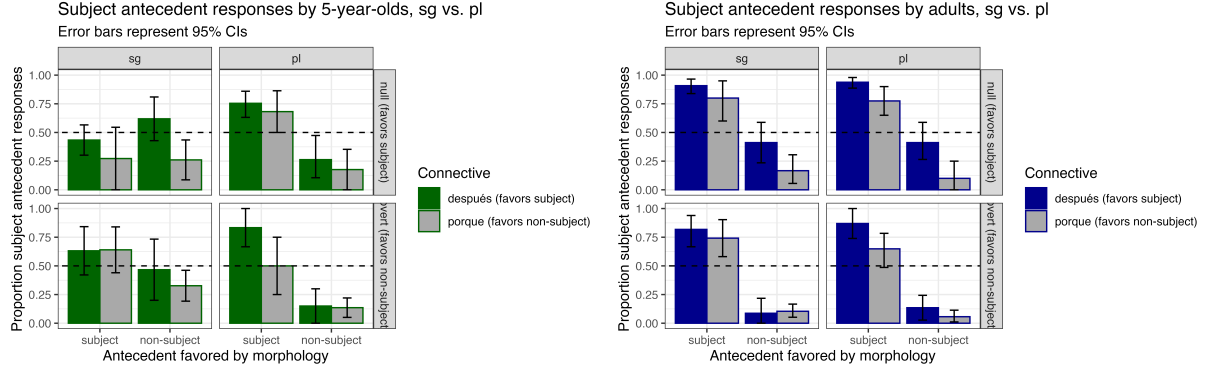 Subject antecedent responses by 5-year-olds, sg vs. pl
Error bars represent 95% CIs
sg
pl
Proportion subject antecedent responses
1.00
0.75
0.50
0.25
0.00
null (favors subject)
1.00
0.75
0.50
0.25
0.00
vert (favors non-subject
subject
non-subject
subject
non-subject
Antecedent favored by morphology
Connective
después (favors subject)
porque (favors non-subject)
Subject antecedent responses by adults, sg vs. pl
Error bars represent 95% CIs
sg
pl
Proportion subject antecedent responses
1.00
0.75
0.50
0.25
0.00
null (favors subject)
1.00
0.75
0.50
0.25
0.00
vert (favors non-subject
subject
non-subject
subject
non-subject
Antecedent favored by morphology
Connective
después (favors subject)
porque (favors non-subject)